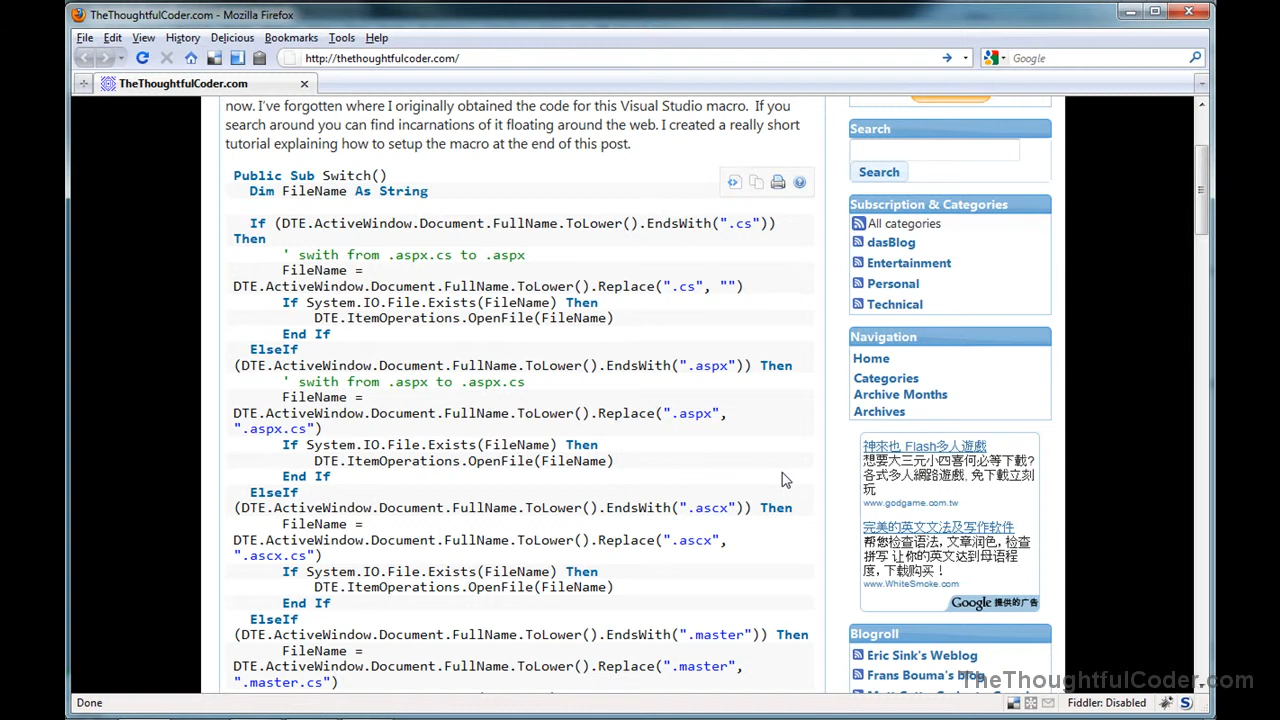 TheThoughtfulCoder.com - Mozilla Firefox
File Edit View History Delicious Bookmarks Tools Help
http://thethoughtfulcoder.com/
Google
TheThoughtfulCoder.com
now. I've forgotten where I originally obtained the code for this Visual Studio macro. If you
search around you can find incarnations of it floating around the web. I created a really short
tutorial explaining how to setup the macro at the end of this post.
Public Sub Switch()
Dim FileName As String
If (DTE.ActiveWindow.Document.FullName.ToLower().EndsWith(".cs"))
Then
' swith from .aspx.cs to .aspx
FileName =
DTE.ActiveWindow.Document.FullName.ToLower().Replace(".cs", "")
If System.IO.File.Exists(FileName) Then
DTE.ItemOperations.OpenFile(FileName)
End If
ElseIf
(DTE.ActiveWindow.Document.FullName.ToLower().EndsWith(".aspx")) Then
' swith from .aspx to .aspx.cs
FileName =
DTE.ActiveWindow.Document.FullName.ToLower().Replace(".aspx",
".aspx.cs")
If System.IO.File.Exists(FileName) Then
DTE.ItemOperations.OpenFile(FileName)
End If
ElseIf
(DTE.ActiveWindow.Document.FullName.ToLower().EndsWith(".ascx")) Then
FileName =
DTE.ActiveWindow.Document.FullName.ToLower().Replace(".ascx",
".ascx.cs")
If System.IO.File.Exists(FileName) Then
DTE.ItemOperations.OpenFile(FileName)
End If
ElseIf
(DTE.ActiveWindow.Document.FullName.ToLower().EndsWith(".master")) Then
FileName =
DTE.ActiveWindow.Document.FullName.ToLower().Replace(".master",
".master.cs")
Search
Search
Subscription & Categories
All categories
dasBlog
Entertainment
Personal
Technical
Navigation
Home
Categories
Archive Months
Archives
神來也 Flash多人遊戲
想要大三元小四喜何必等下載?
各式多人網路遊戲, 免下載立刻
玩
www.godgame.com.tw
完美的英文文法及写作软件
帮您检查语法，文章润色，检查
拼写 让你的英文达到母语程
度，下载购买！
www.WhiteSmoke.com
Google 提供的广告
Blogroll
Eric Sink's Weblog
Frans Bouma's blog
TheThoughtfulCoder.com
Done
Fiddler: Disabled